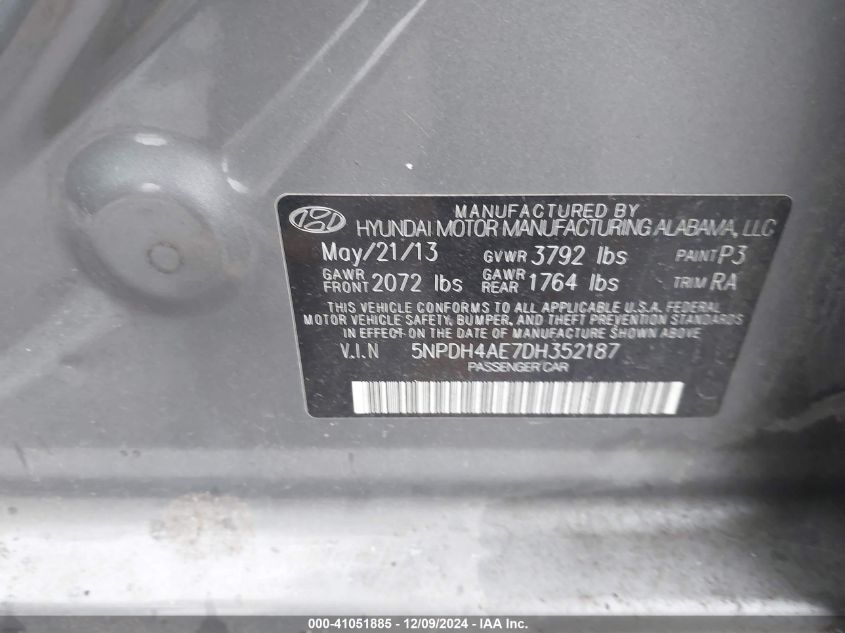 MANUFACTURED BY
HYUNDAI MOTOR MANUFACTURING ALABAMA, LLC
May/21/13 GVWR 3792 lbs PAINT P3
GAWR FRONT 2072 lbs GAWR REAR 1764 lbs TRIM RA
THIS VEHICLE CONFORMS TO ALL APPLICABLE U.S.A. FEDERAL
MOTOR VEHICLE SAFETY, BUMPER, AND THEFT PREVENTION STANDARDS
IN EFFECT ON THE DATE OF MANUFACTURE SHOWN ABOVE
V.I.N 5NPDH4AE7DH352187
PASSENGER CAR
000-41051885 - 12/09/2024 - IAA Inc.